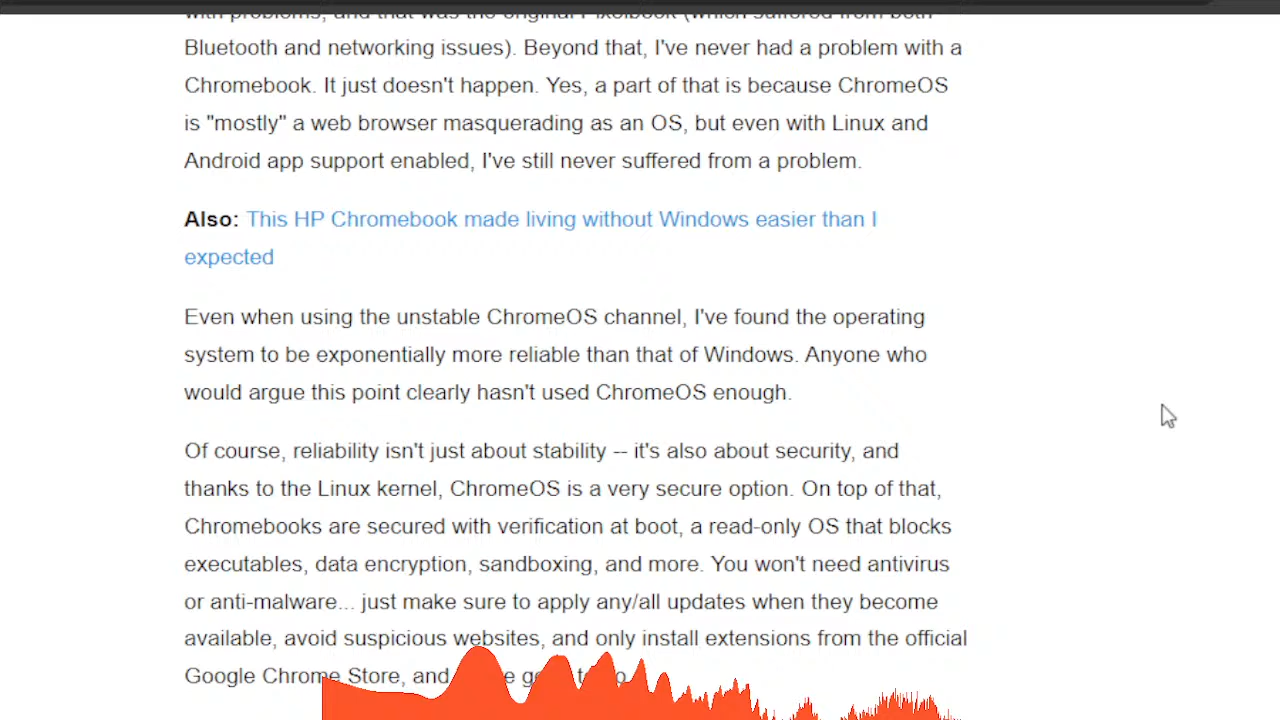 with problems, and that was the original Pixelbook (which suffered from both
Bluetooth and networking issues). Beyond that, I've never had a problem with a
Chromebook. It just doesn't happen. Yes, a part of that is because ChromeOS
is "mostly" a web browser masquerading as an OS, but even with Linux and
Android app support enabled, I've still never suffered from a problem.
Also: This HP Chromebook made living without Windows easier than I
expected
Even when using the unstable ChromeOS channel, I've found the operating
system to be exponentially more reliable than that of Windows. Anyone who
would argue this point clearly hasn't used ChromeOS enough.
Of course, reliability isn't just about stability -- it's also about security, and
thanks to the Linux kernel, ChromeOS is a very secure option. On top of that,
Chromebooks are secured with verification at boot, a read-only OS that blocks
executables, data encryption, sandboxing, and more. You won't need antivirus
or anti-malware... just make sure to apply any/all updates when they become
available, avoid suspicious websites, and only install extensions from the official
Google Chrome Store, and